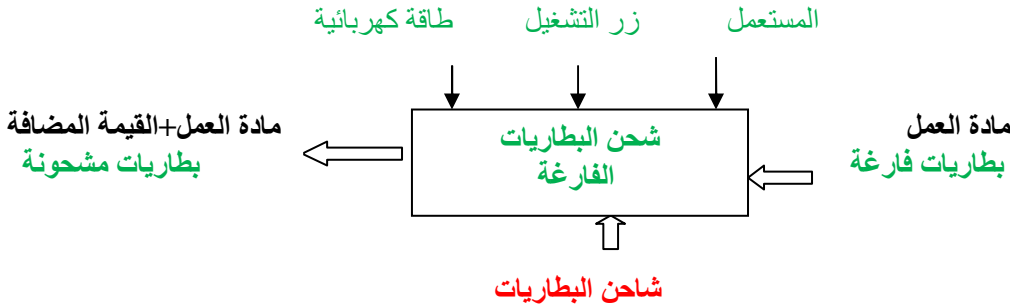 المستعمل
زر التشغيل
طاقة كهربائية
مادة العمل
بطاريات فارغة
شحن البطاريات
الفارغة
مادة العمل+القيمة المضافة
بطاريات مشحونة
شاحن البطاريات